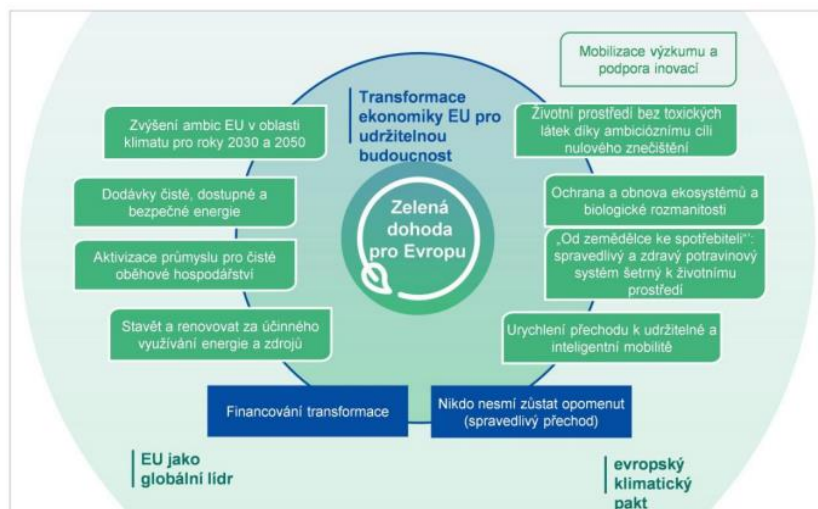 Mobilizace výzkumu a
podpora inovací
Transformace
ekonomiky EU pro
udržitelnou
budoucnost
Zvýšení ambic EU v oblasti
klimatu pro roky 2030 a 2050
Životní prostředí bez toxických
látek díky ambicióznímu cíli
nulového znečištění
Dodávky čisté, dostupné a
bezpečné energie
Zelená
dohoda
pro Evropu
Ochrana a obnova ekosystémů a
biologické rozmanitosti
Aktivizace průmyslu pro čisté
oběhové hospodářství
„Od zemědělce ke spotřebiteli“:
spravedlivý a zdravý potravinový
systém šetrný k životnímu
prostředí
Stavět a renovovat za účinného
využívání energie a zdrojů
Urychlení přechodu k udržitelné a
inteligentní mobilitě
Financování transformace
Nikdo nesmí zůstat opomenut
(spravedlivý přechod)
EU jako
globální lídr
evropský
klimatický
pakt